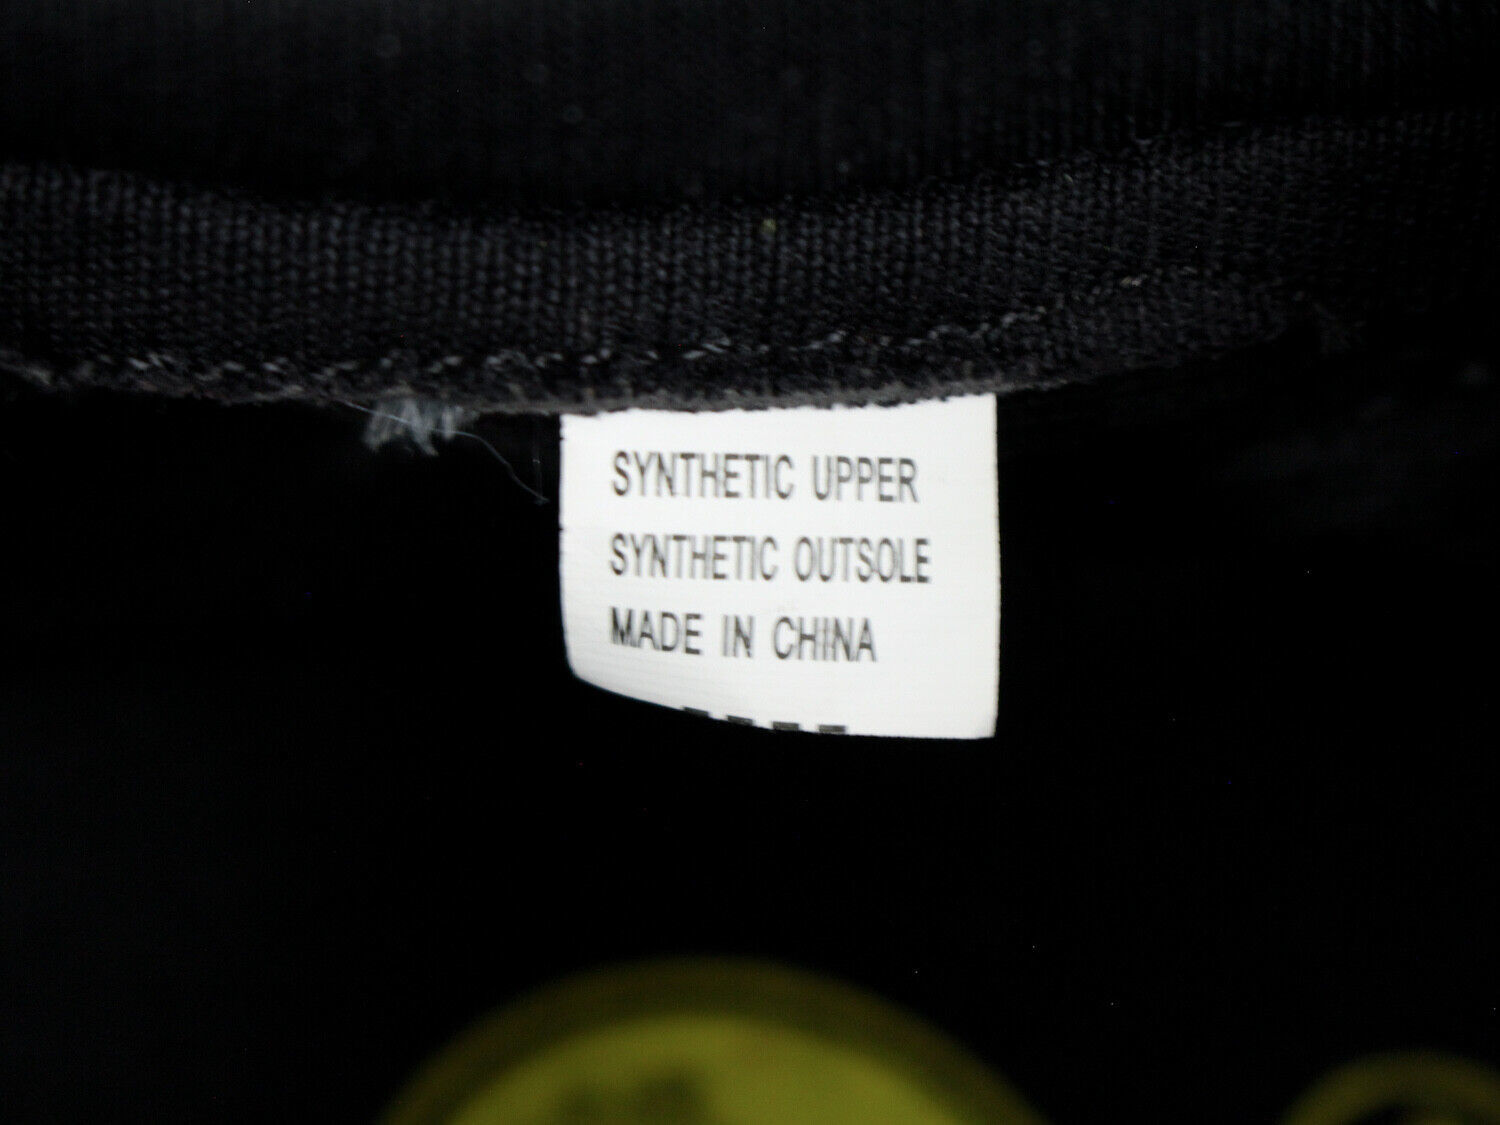 SYNTHETIC UPPER
SYNTHETIC OUTSOLE
MADE IN CHINA